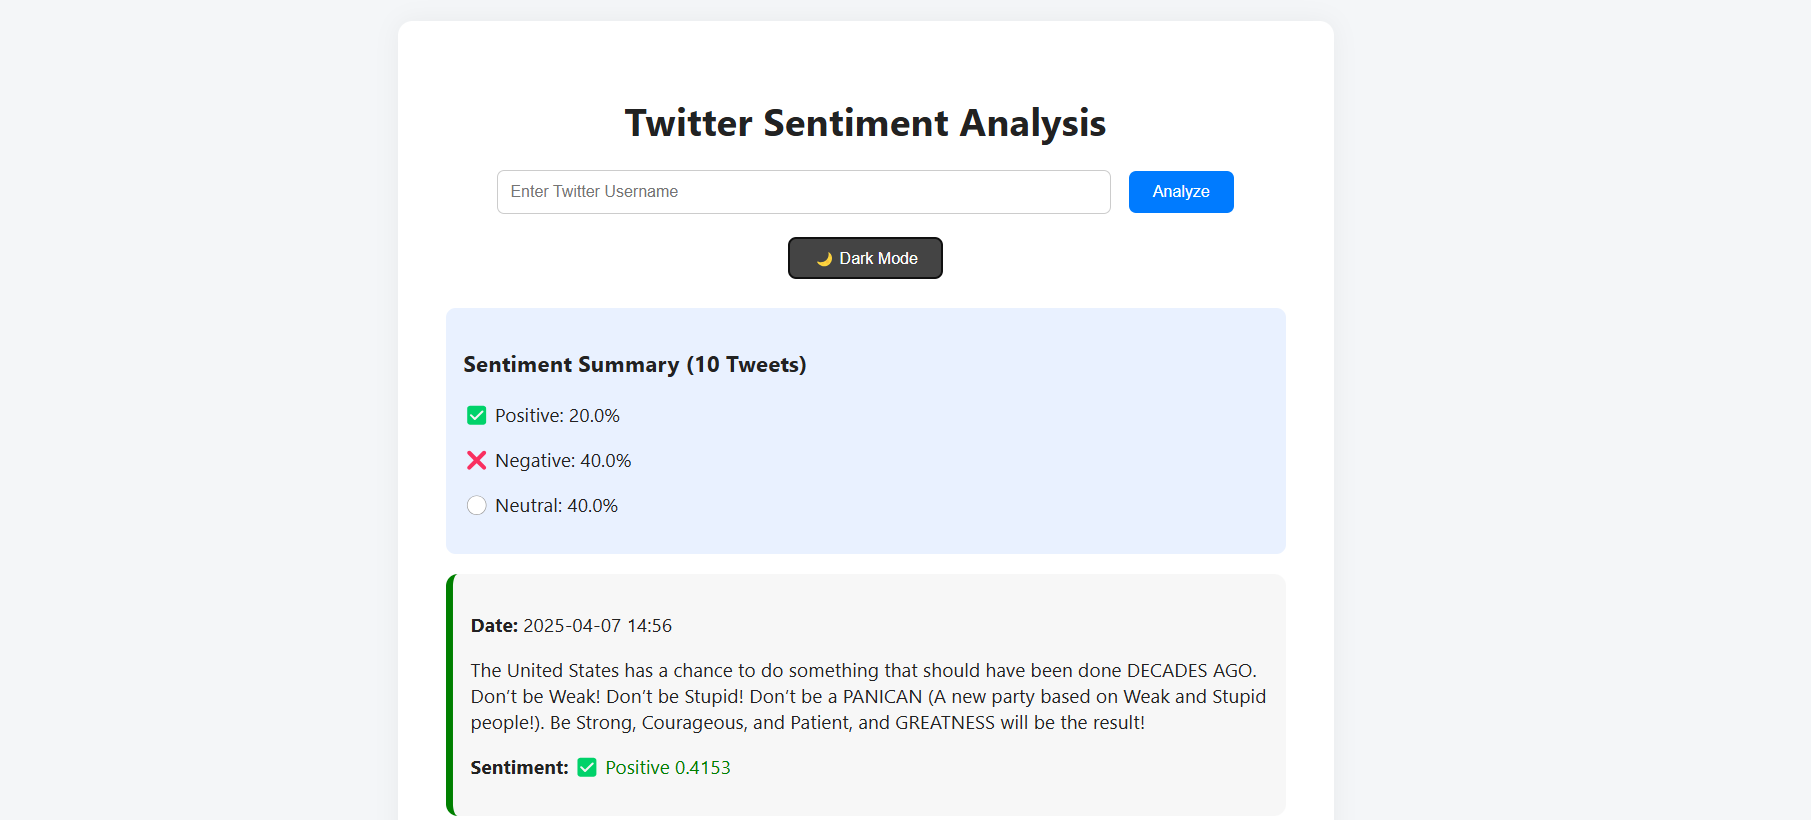 Twitter Sentiment Analysis
Enter Twitter Username
Analyze
🌙 Dark Mode
Sentiment Summary (10 Tweets)
✅ Positive: 20.0%
❌ Negative: 40.0%
⚪ Neutral: 40.0%
Date: 2025-04-07 14:56
The United States has a chance to do something that should have been done DECADES AGO.
Don’t be Weak! Don’t be Stupid! Don’t be a PANICAN (A new party based on Weak and Stupid
people!). Be Strong, Courageous, and Patient, and GREATNESS will be the result!
Sentiment: ✅ Positive 0.4153